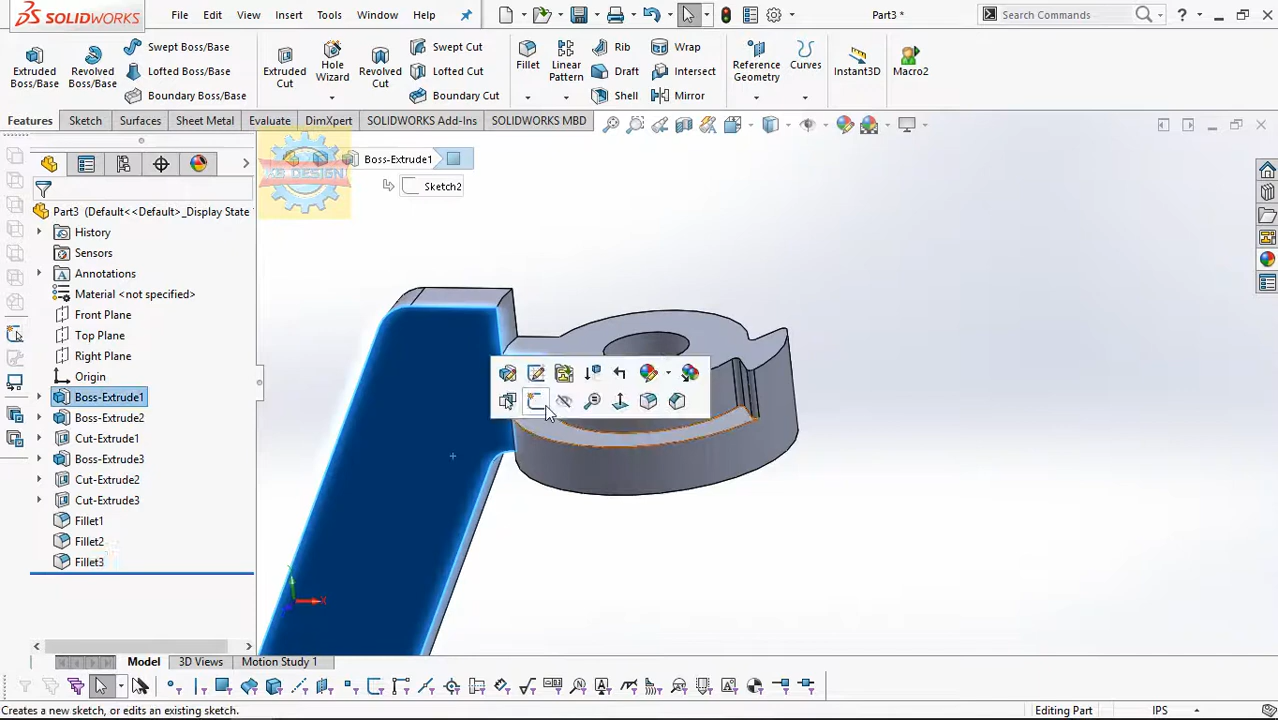 SOLIDWORKS
File Edit View Insert Tools Window Help
Part3 *
Search Commands
Extruded Boss/Base
Revolved Boss/Base
Swept Boss/Base
Lofted Boss/Base
Boundary Boss/Base
Extruded Cut
Hole Wizard
Revolved Cut
Swept Cut
Lofted Cut
Boundary Cut
Fillet
Linear Pattern
Rib
Draft
Shell
Wrap
Intersect
Mirror
Reference Geometry
Curves
Instant3D
Macro2
Features Sketch Surfaces Sheet Metal Evaluate DimXpert SOLIDWORKS Add-Ins SOLIDWORKS MBD
Boss-Extrude1
Sketch2
Part3 (Default<<Default>_Display State
History
Sensors
Annotations
Material <not specified>
Front Plane
Top Plane
Right Plane
Origin
Boss-Extrude1
Boss-Extrude2
Cut-Extrude1
Boss-Extrude3
Cut-Extrude2
Cut-Extrude3
Fillet1
Fillet2
Fillet3
X
Model 3D Views Motion Study 1
Creates a new sketch, or edits an existing sketch.
Editing Part
IPS